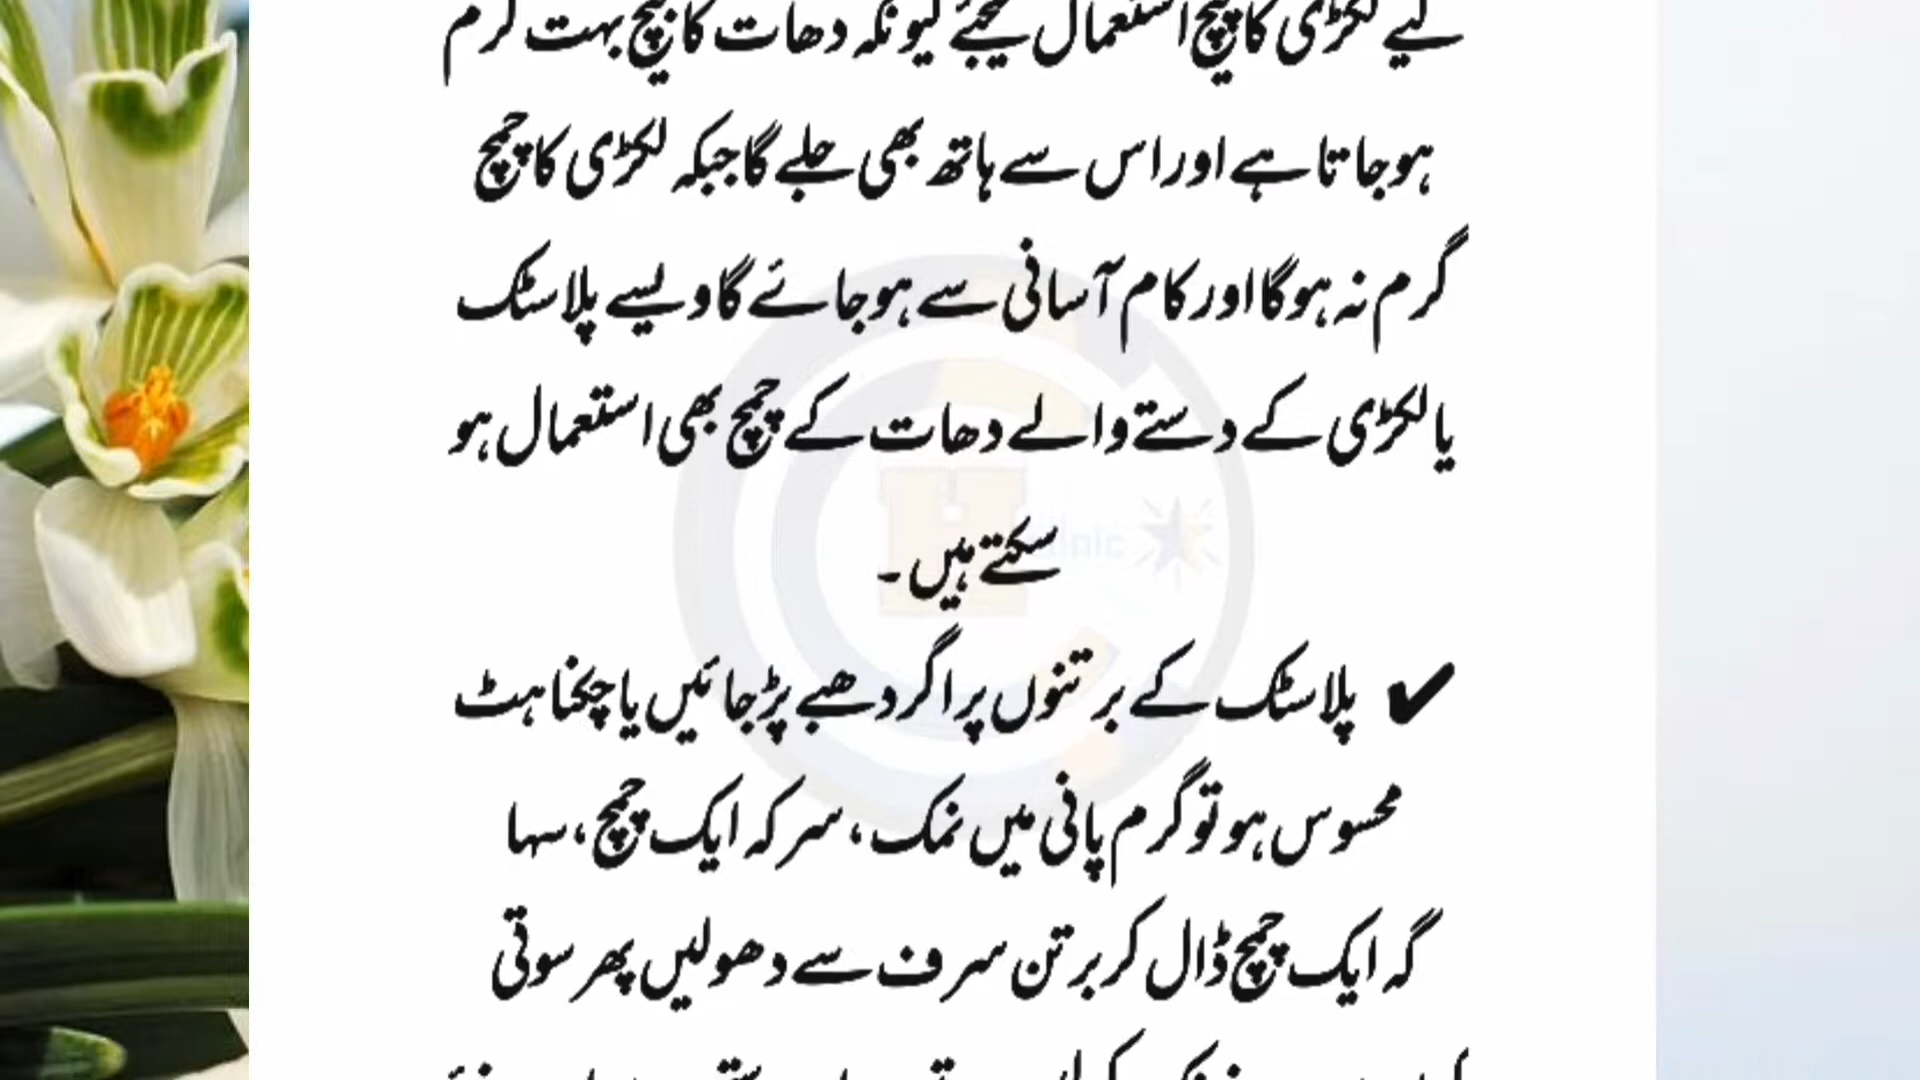 لیے لکڑی کا چمچ استعمال کیجئے کیونکہ دھات کا چمچ بہت گرم
ہو جاتا ہے اور اس سے ہاتھ بھی جلے گا جبکہ لکڑی کا چمچ
گرم نہ ہو گا اور کام آسانی سے ہو جائے گا ویسے پلاسٹک
یا لکڑی کے دستے والے دھات کے چمچ بھی استعمال ہو
سکتے ہیں۔
✔ پلاسٹک کے برتنوں پر اگر دھبے پڑ جائیں یا چکناہٹ
محسوس ہو تو گرم پانی میں نمک، سرکہ ایک چمچ، سہا
گہ ایک چمچ ڈال کر برتن سرف سے دھولیں پھر سوتی